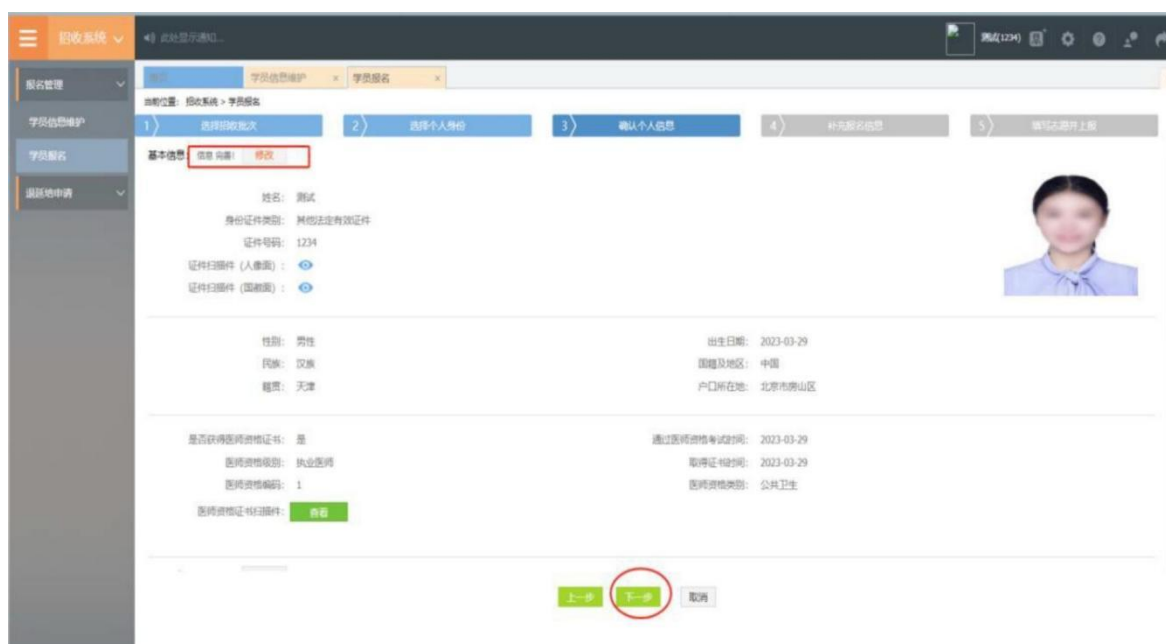 招收系统
此处显示通知...
测试(1234)
报名管理
学员信息维护
学员报名
退延纳申请
学员信息维护 × 学员报名 ×
当前位置： 招收系统 > 学员报名
1 选择招收批次 2 选择个人身份 3 确认个人信息 4 补充报名信息 5 填写志愿并上报
基本信息: 信息 修改
姓名： 测试
身份证件类别： 其他法定有效证件
证件号码： 1234
证件扫描件（人像面）：
证件扫描件（国徽面）：
性别： 男性 出生日期： 2023-03-29
民族： 汉族 国籍及地区： 中国
籍贯： 天津 户口所在地： 北京市房山区
是否获得医师资格证书： 是 通过医师资格考试时间： 2023-03-29
医师资格级别： 执业医师 取得证书时间： 2023-03-29
医师资格编码： 1 医师资格类别： 公共卫生
医师资格证书扫描件： 查看
上一步 下一步 取消